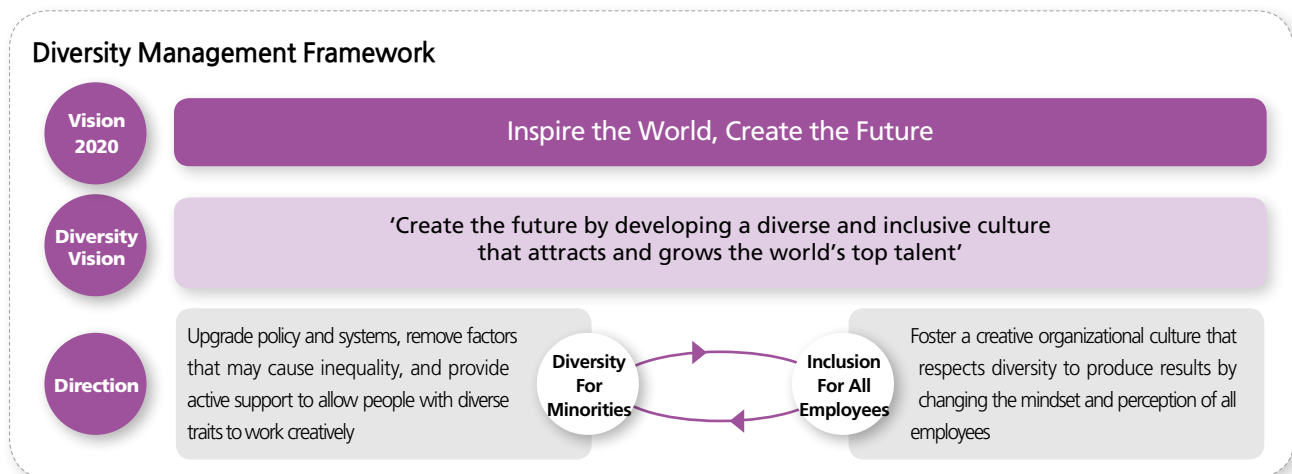 Diversity Management Framework
Vision
2020
Inspire the World, Create the Future
Diversity
Vision
‘Create the future by developing a diverse and inclusive culture
that attracts and grows the world’s top talent’
Direction
Upgrade policy and systems, remove factors
that may cause inequality, and provide
active support to allow people with diverse
traits to work creatively
Diversity
For
Minorities
Inclusion
For All
Employees
Foster a creative organizational culture that
respects diversity to produce results by
changing the mindset and perception of all
employees